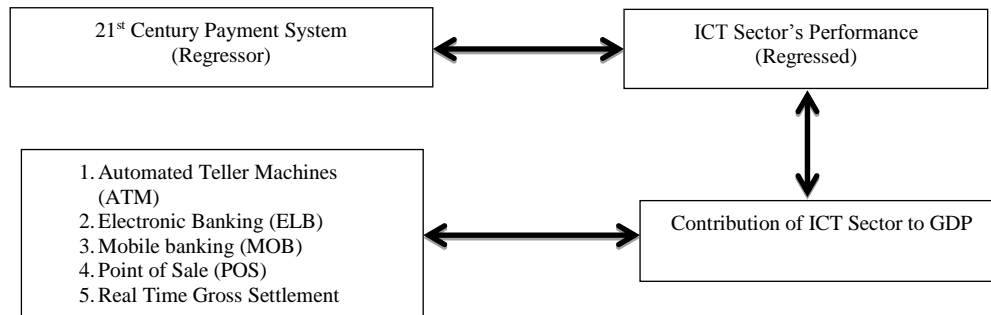 21st Century Payment System
(Regressor)
ICT Sector's Performance
(Regressed)
1. Automated Teller Machines
(ATM)
2. Electronic Banking (ELB)
3. Mobile banking (MOB)
4. Point of Sale (POS)
5. Real Time Gross Settlement
Contribution of ICT Sector to GDP